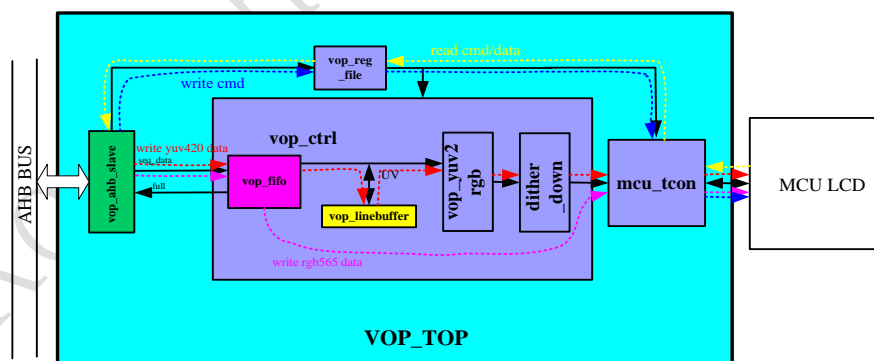 vop_reg
_file
read cmd/data
write cmd
vop_ctrl
write yuv420 data
seq_data
full
vop_ahb_slave
AHB BUS
vop_fifo
UV
vop_linebuffer
vop_yuv2
rgb
dither
_down
mcu_tcon
MCU LCD
write rgb565 data
VOP_TOP